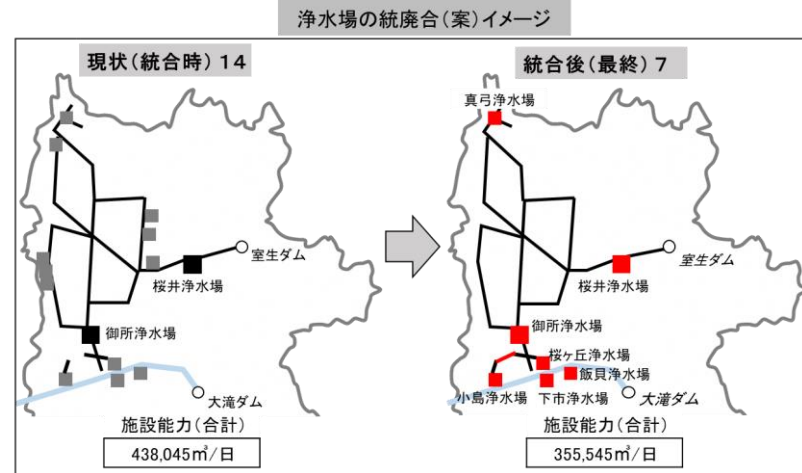 浄水場の統廃合(案)イメージ
現状(統合時)14
室生ダム
桜井浄水場
御所浄水場
大滝ダム
施設能力(合計)
438,045㎥/日
統合後(最終)7
真弓浄水場
室生ダム
桜井浄水場
御所浄水場
桜ヶ丘浄水場
飯貝浄水場
小島浄水場
下市浄水場
大滝ダム
施設能力(合計)
355,545㎥/日